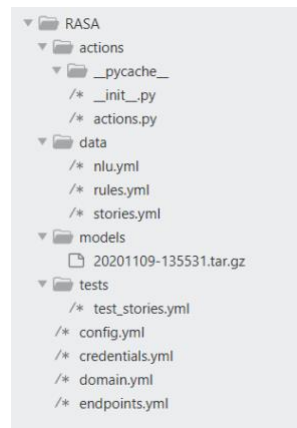 RASA
actions
__pycache__
/* __init__.py
/* actions.py
data
/* nlu.yml
/* rules.yml
/* stories.yml
models
20201109-135531.tar.gz
tests
/* test_stories.yml
/* config.yml
/* credentials.yml
/* domain.yml
/* endpoints.yml